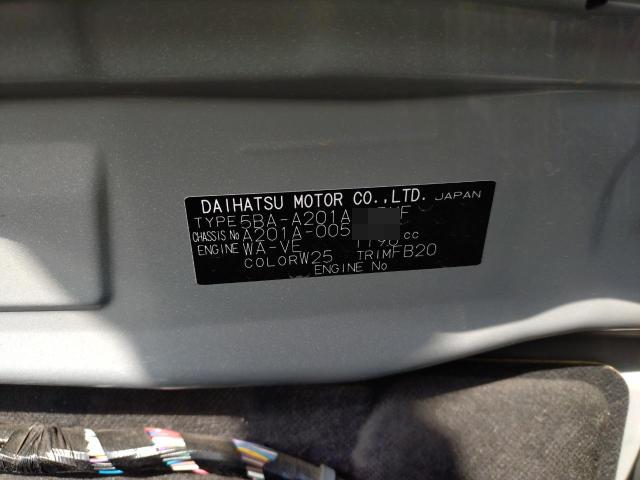 DAIHATSU MOTOR CO.,LTD. JAPAN
TYPE 5BA-A201A
CHASSIS No A201A-005
ENGINE WA-VE 1196 cc
COLOR W25 TRIM FB20
ENGINE No